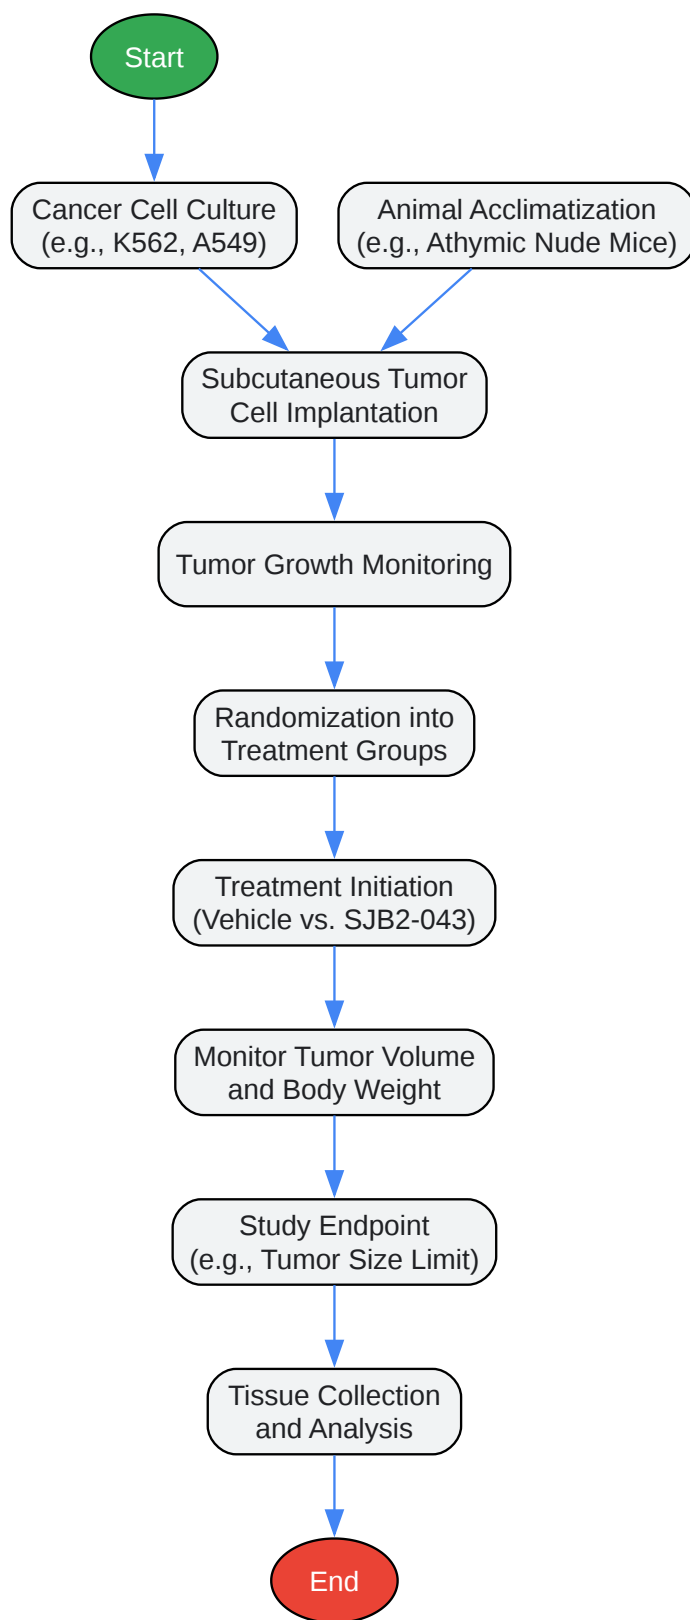 Start
Cancer Cell Culture
(e.g., K562, A549)
Animal Acclimatization
(e.g., Athymic Nude Mice)
Subcutaneous Tumor
Cell Implantation
Tumor Growth Monitoring
Randomization into
Treatment Groups
Treatment Initiation
(Vehicle vs. SJB2-043)
Monitor Tumor Volume
and Body Weight
Study Endpoint
(e.g., Tumor Size Limit)
Tissue Collection
and Analysis
End